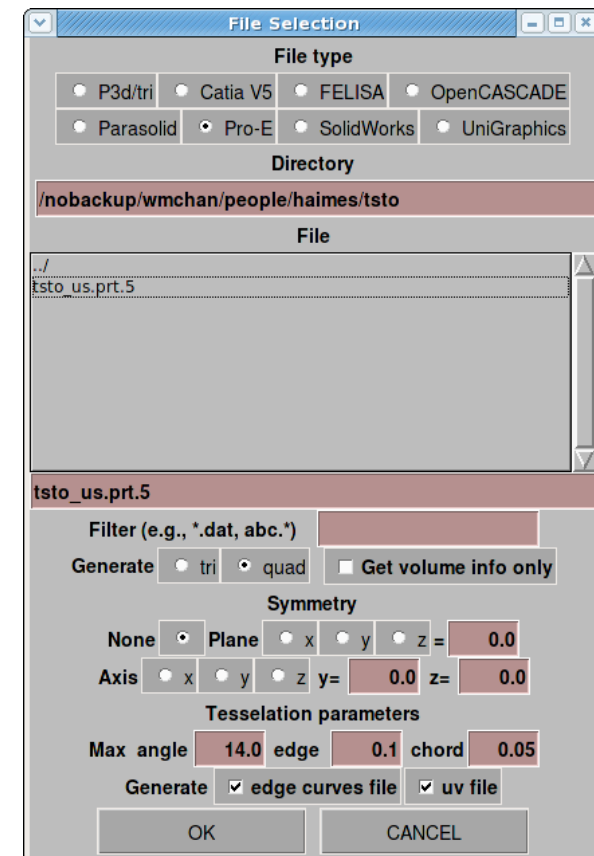 File Selection
File type
P3d/tri Catia V5 FELISA OpenCASCADE
Parasolid Pro-E SolidWorks UniGraphics
Directory
/nobackup/wmchan/people/haimes/tsto
File
../
tsto_us.prt.5
tsto_us.prt.5
Filter (e.g., *.dat, abc.*)
Generate tri quad Get volume info only
Symmetry
None Plane x y z = 0.0
Axis x y z y= 0.0 z= 0.0
Tesselation parameters
Max angle 14.0 edge 0.1 chord 0.05
Generate edge curves file uv file
OK CANCEL